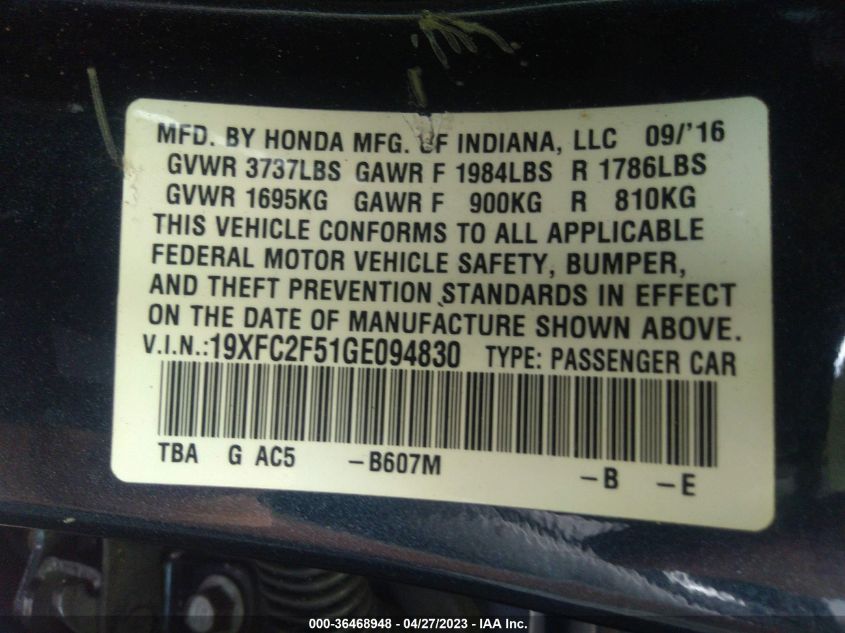 MFD. BY HONDA MFG. OF INDIANA, LLC 09/'16
GVWR 3737LBS GAWR F 1984LBS R 1786LBS
GVWR 1695KG GAWR F 900KG R 810KG
THIS VEHICLE CONFORMS TO ALL APPLICABLE
FEDERAL MOTOR VEHICLE SAFETY, BUMPER,
AND THEFT PREVENTION STANDARDS IN EFFECT
ON THE DATE OF MANUFACTURE SHOWN ABOVE.
V.I.N.:19XFC2F51GE094830 TYPE: PASSENGER CAR
TBA G AC5 -B607M -B -E
000-36468948 - 04/27/2023 - IAA Inc.